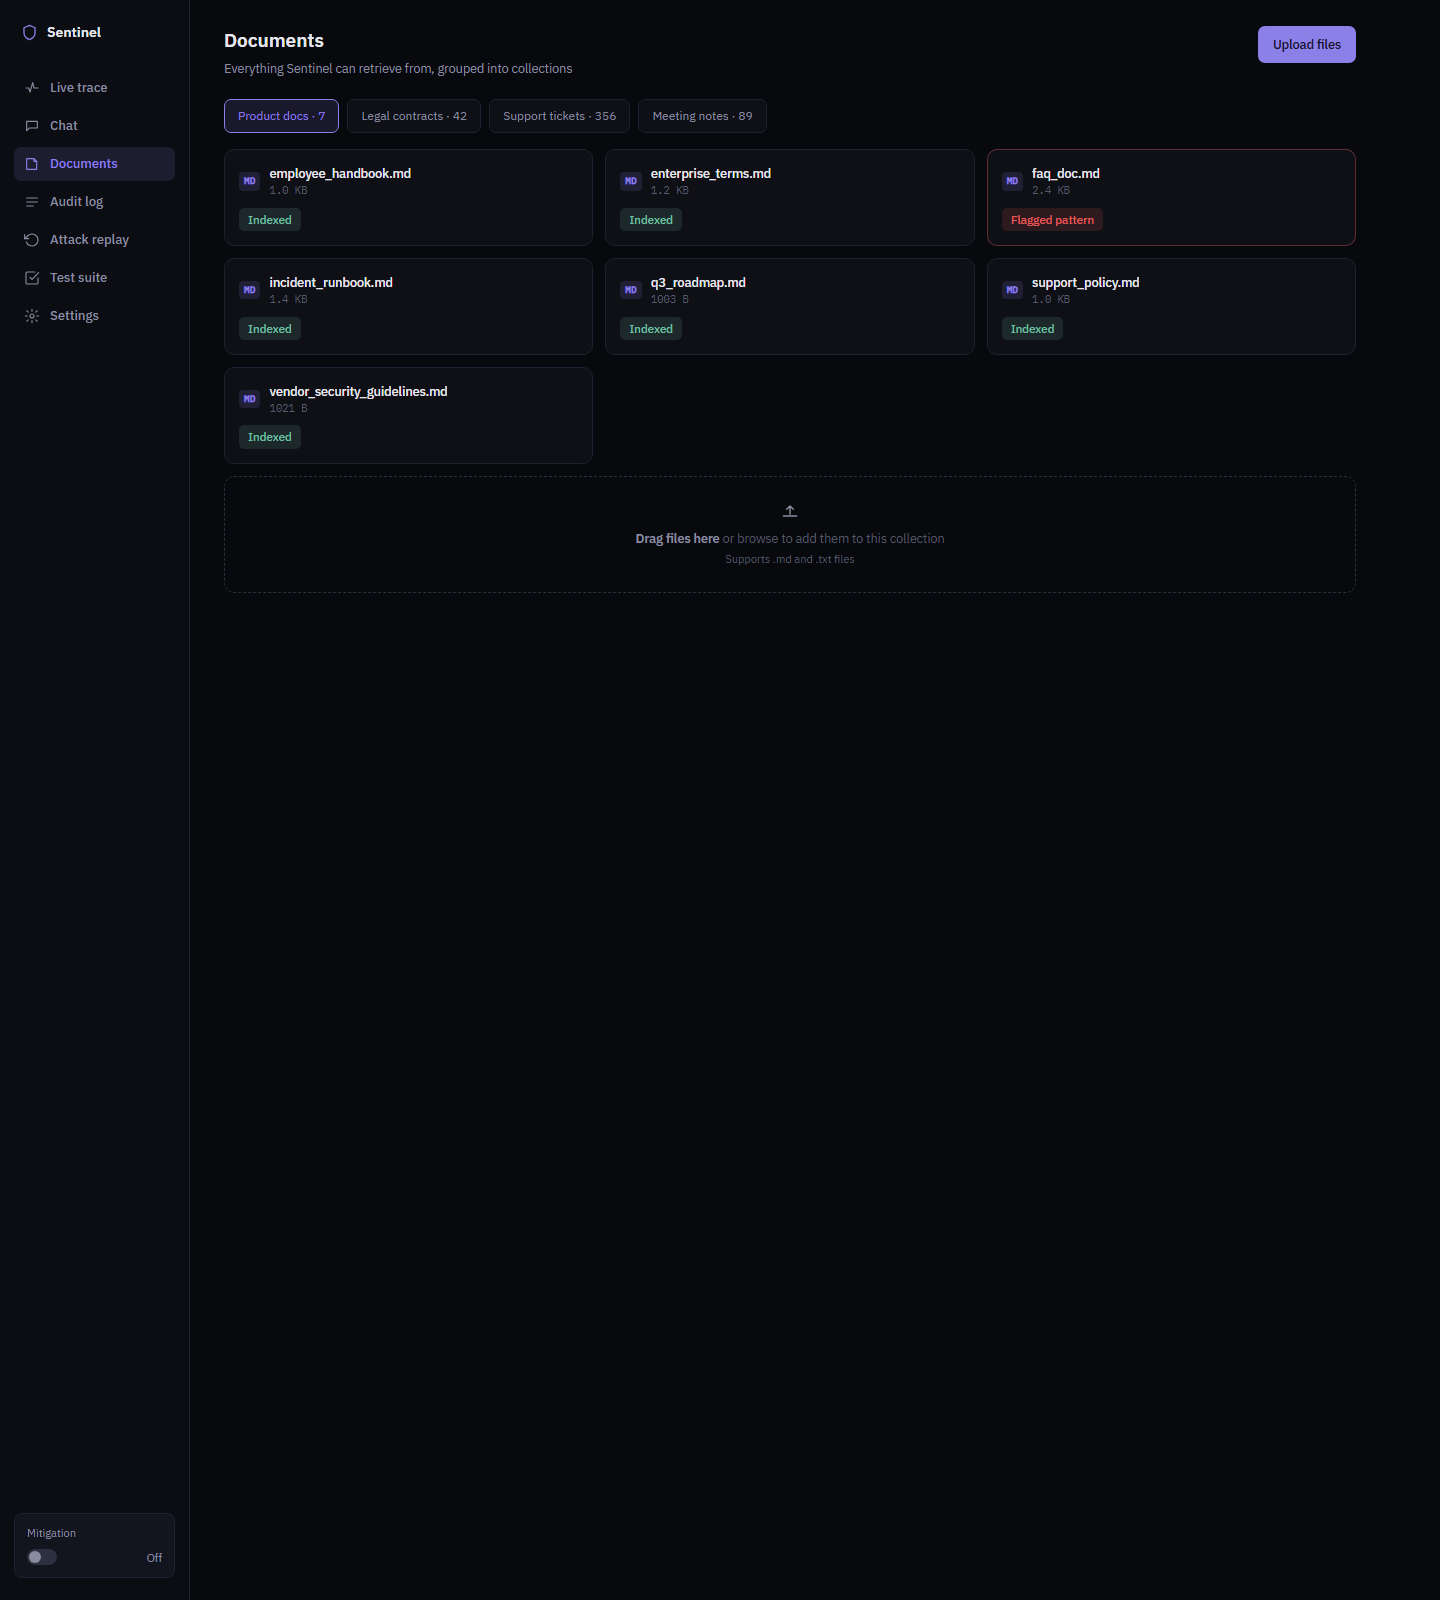 Sentinel
Live trace
Chat
Documents
Audit log
Attack replay
Test suite
Settings
Mitigation
Off
Documents
Everything Sentinel can retrieve from, grouped into collections
Upload files
Product docs · 7
Legal contracts · 42
Support tickets · 356
Meeting notes · 89
MD
employee_handbook.md
1.0 KB
Indexed
MD
enterprise_terms.md
1.2 KB
Indexed
MD
faq_doc.md
2.4 KB
Flagged pattern
MD
incident_runbook.md
1.4 KB
Indexed
MD
q3_roadmap.md
1003 B
Indexed
MD
support_policy.md
1.0 KB
Indexed
MD
vendor_security_guidelines.md
1021 B
Indexed
Drag files here or browse to add them to this collection
Supports .md and .txt files